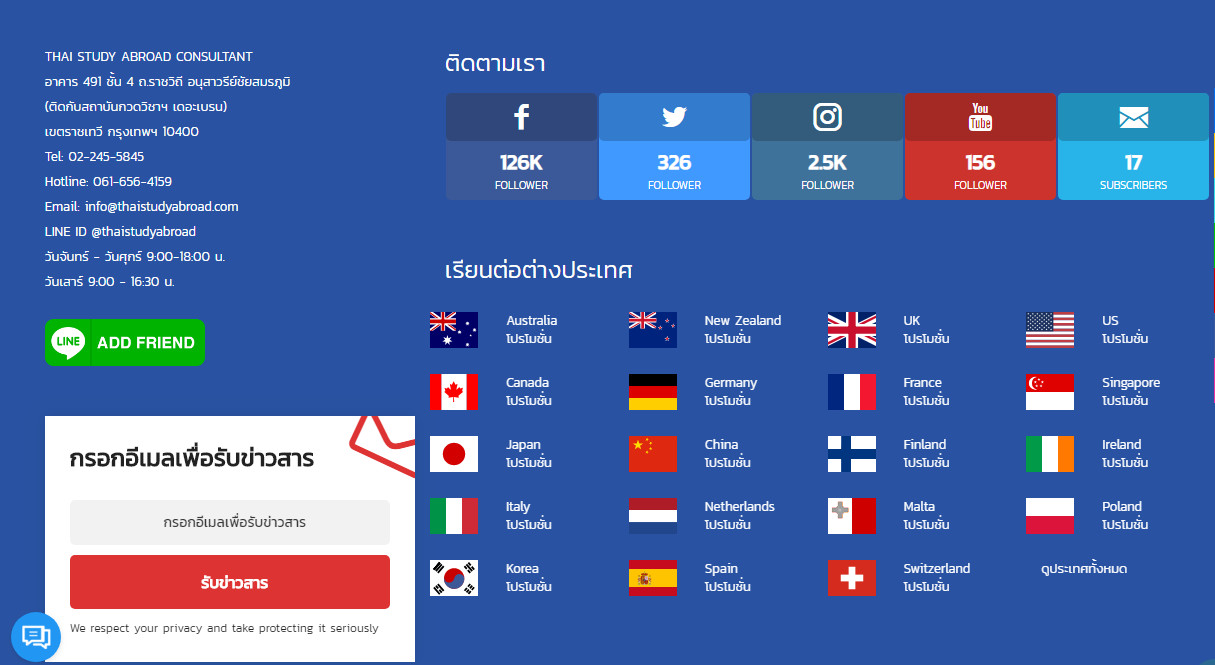 THAI STUDY ABROAD CONSULTANT
อาคาร 491 ชั้น 4 ถ.ราชวิถี อนุสาวรีย์ชัยสมรภูมิ
(ติดกับสถาบันกวดวิชาฯ เดอะเบรน)
เขตราชเทวี กรุงเทพฯ 10400
Tel: 02-245-5845
Hotline: 061-656-4159
Email: info@thaistudyabroad.com
LINE ID @thaistudyabroad
วันจันทร์ - วันศุกร์ 9:00-18:00 น.
วันเสาร์ 9:00 - 16:30 น.
LINE ADD FRIEND
กรอกอีเมลเพื่อรับข่าวสาร
กรอกอีเมลเพื่อรับข่าวสาร
รับข่าวสาร
We respect your privacy and take protecting it seriously
ติดตามเรา
You
Tube
126K 326 2.5K 156 17
FOLLOWER FOLLOWER FOLLOWER FOLLOWER SUBSCRIBERS
เรียนต่อต่างประเทศ
Australia New Zealand UK US
โปรโมชั่น โปรโมชั่น โปรโมชั่น โปรโมชั่น
Canada Germany France Singapore
โปรโมชั่น โปรโมชั่น โปรโมชั่น โปรโมชั่น
Japan China Finland Ireland
โปรโมชั่น โปรโมชั่น โปรโมชั่น โปรโมชั่น
Italy Netherlands Malta Poland
โปรโมชั่น โปรโมชั่น โปรโมชั่น โปรโมชั่น
Korea Spain Switzerland ดูประเทศทั้งหมด
โปรโมชั่น โปรโมชั่น โปรโมชั่น